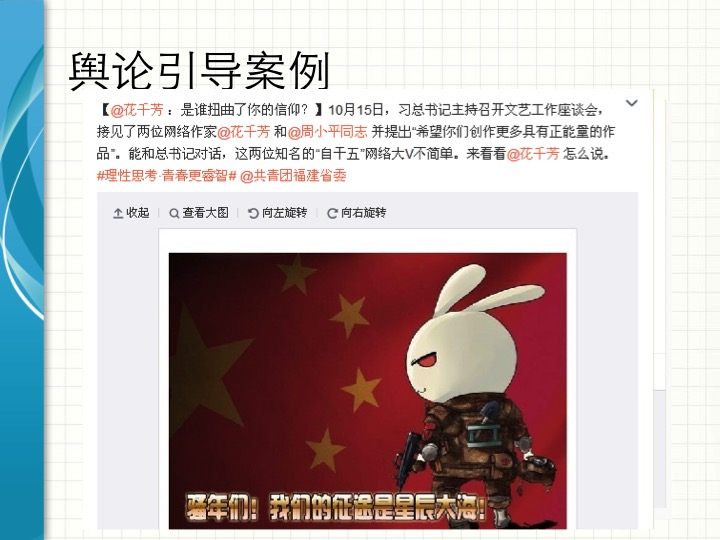 舆论引导案例
【@花千芳 ：是谁扭曲了你的信仰？】10月15日，习总书记主持召开文艺工作座谈会，
接见了两位网络作家@花千芳 和@周小平同志 并提出“希望你们创作更多具有正能量的作
品”。能和总书记对话，这两位知名的“自干五”网络大V不简单。来看看@花千芳 怎么说。
#理性思考·青春更睿智# @共青团福建省委
收起 查看大图 向左旋转 向右旋转
骚年们！我们的征途是星辰大海！